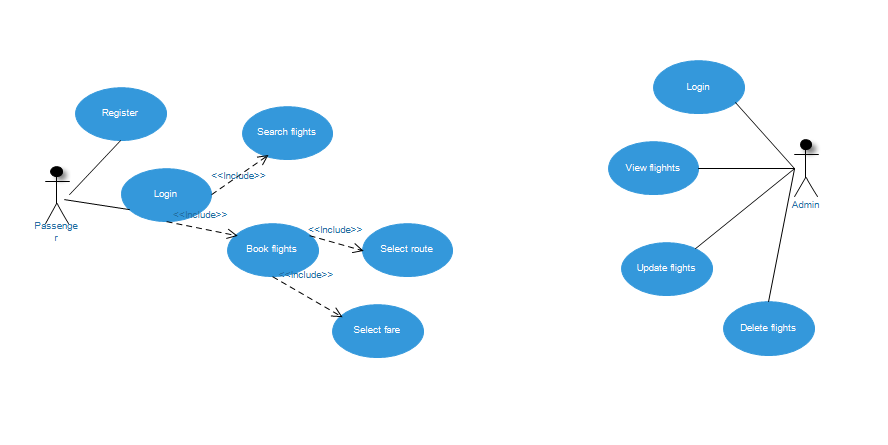 Login
Register
Search flights
View flighhts
<<Include>>
Login
Admin
<<Include>>
Passenge
r
<<Include>>
Book flights
Select route
Update flights
<<Include>>
Select fare
Delete flights